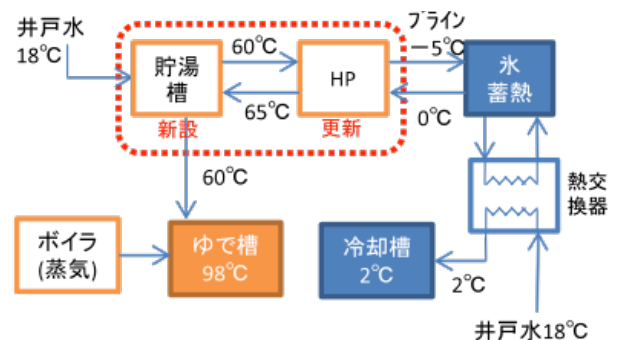 井戸水
18℃
貯湯
槽
新設
60℃
65℃
HP
更新
ブライン
－5℃
0℃
氷
蓄熱
熱交
換器
60℃
ボイラ
(蒸気)
ゆで槽
98℃
冷却槽
2℃
2℃
井戸水18℃